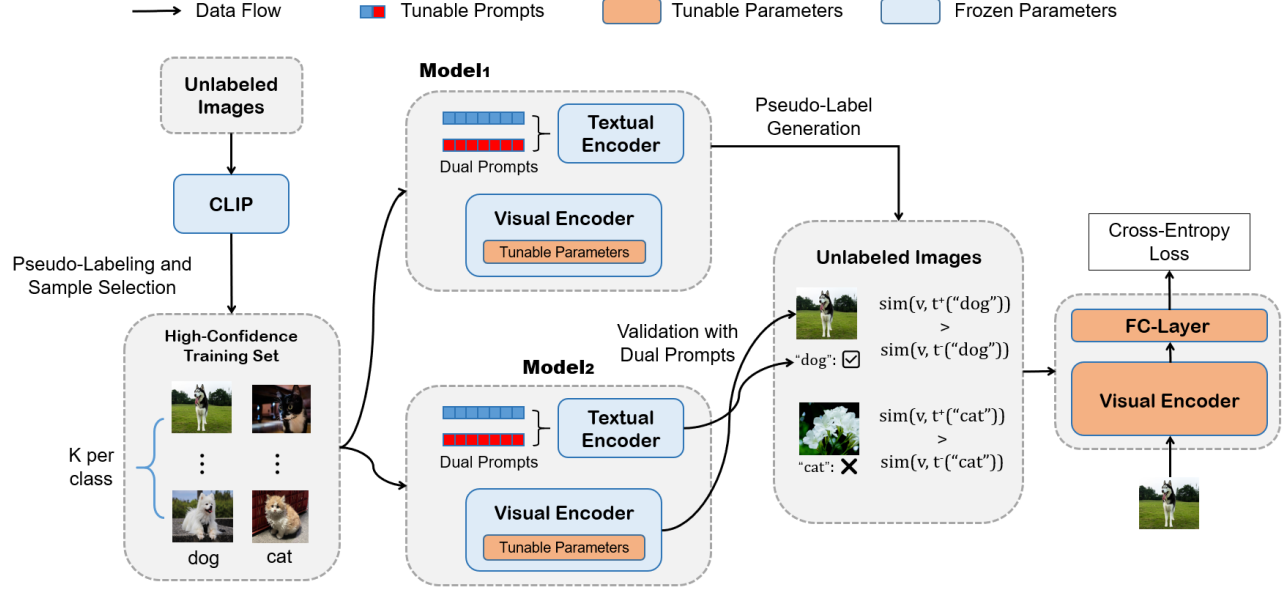 Data Flow
Tunable Prompts
Tunable Parameters
Frozen Parameters
Unlabeled
Images
CLIP
Pseudo-Labeling and
Sample Selection
High-Confidence
Training Set
K per
class
dog
cat
Model₁
Dual Prompts
Textual
Encoder
Visual Encoder
Tunable Parameters
Model₂
Dual Prompts
Textual
Encoder
Visual Encoder
Tunable Parameters
Pseudo-Label
Generation
Validation with
Dual Prompts
Unlabeled Images
"dog":
sim(v, t⁺("dog"))
>
sim(v, t⁻("dog"))
"cat":
sim(v, t⁺("cat"))
>
sim(v, t⁻("cat"))
Cross-Entropy
Loss
FC-Layer
Visual Encoder